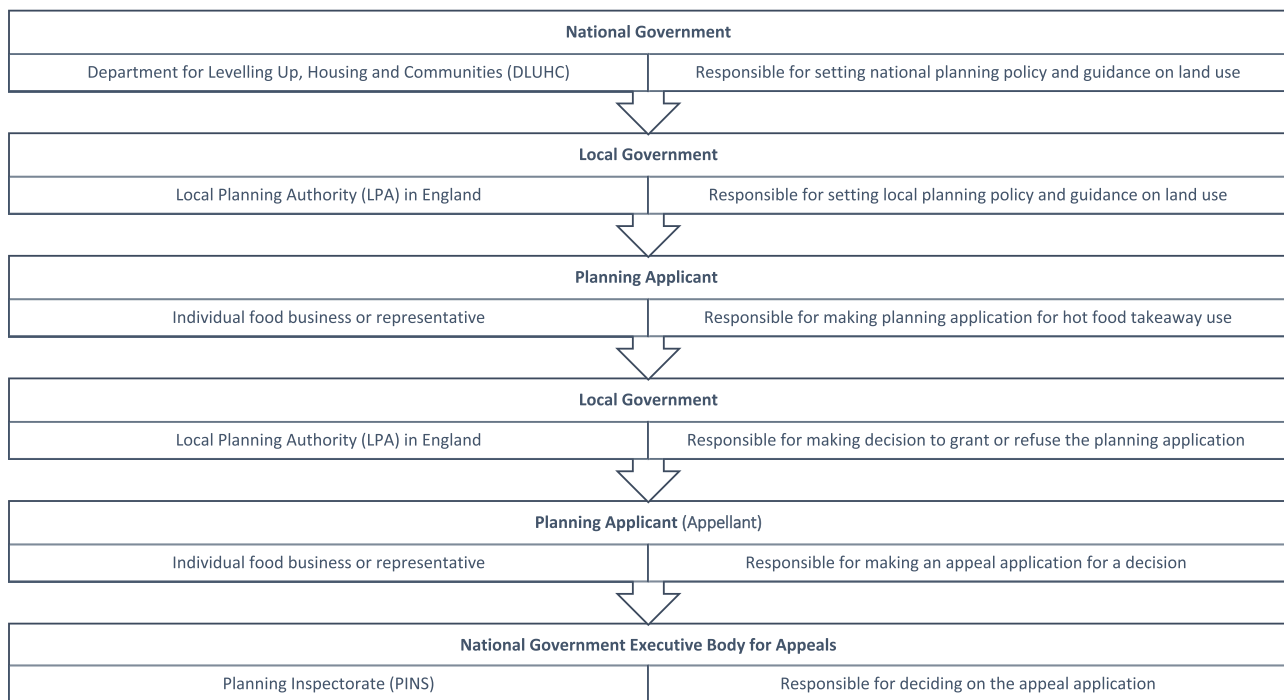 National Government
Department for Levelling Up, Housing and Communities (DLUHC)
Responsible for setting national planning policy and guidance on land use
Local Government
Local Planning Authority (LPA) in England
Responsible for setting local planning policy and guidance on land use
Planning Applicant
Individual food business or representative
Responsible for making planning application for hot food takeaway use
Local Government
Local Planning Authority (LPA) in England
Responsible for making decision to grant or refuse the planning application
Planning Applicant (Appellant)
Individual food business or representative
Responsible for making an appeal application for a decision
National Government Executive Body for Appeals
Planning Inspectorate (PINS)
Responsible for deciding on the appeal application